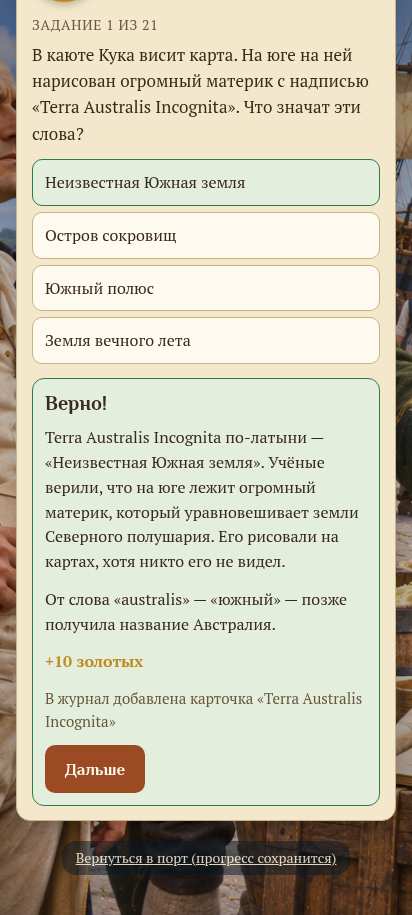 ЗАДАНИЕ 1 ИЗ 21
В каюте Кука висит карта. На юге на ней
нарисован огромный материк с надписью
«Terra Australis Incognita». Что значат эти
слова?
Неизвестная Южная земля
Остров сокровищ
Южный полюс
Земля вечного лета
Верно!
Terra Australis Incognita по-латыни —
«Неизвестная Южная земля». Учёные
верили, что на юге лежит огромный
материк, который уравновешивает земли
Северного полушария. Его рисовали на
картах, хотя никто его не видел.
От слова «australis» — «южный» — позже
получила название Австралия.
+10 золотых
В журнал добавлена карточка «Terra Australis
Incognita»
Дальше
Вернуться в порт (прогресс сохранится)